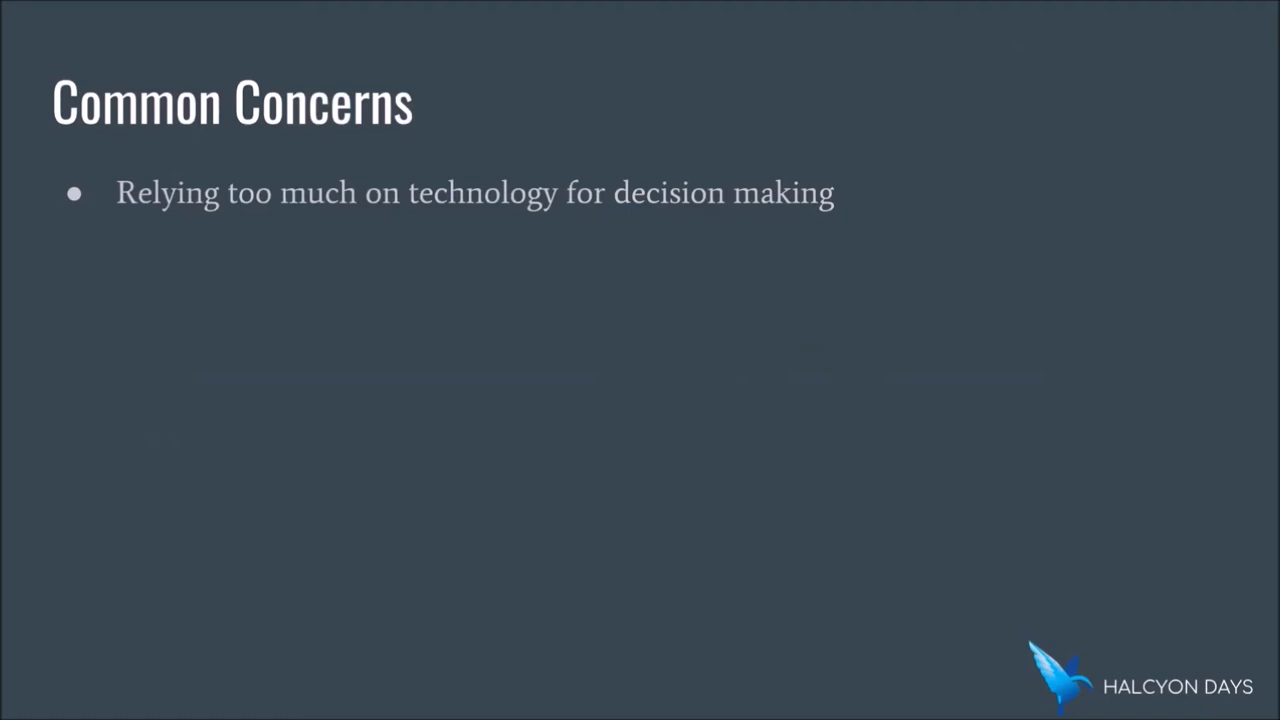 Common Concerns
● Relying too much on technology for decision making
HALCYON DAYS